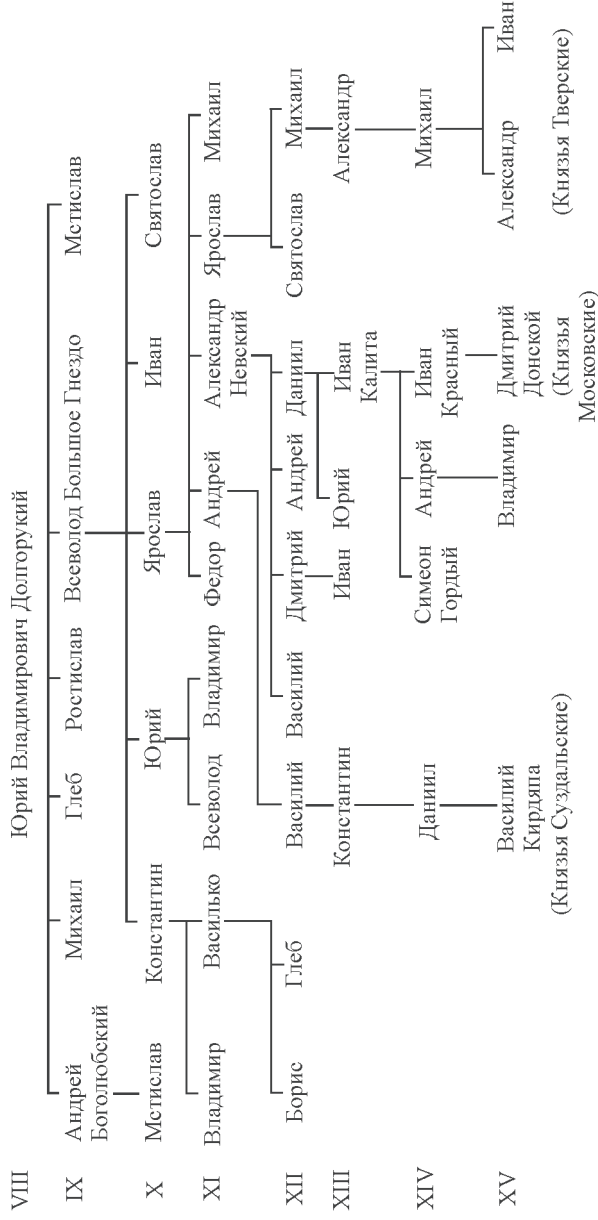 VIII
Юрий Владимирович Долгорукий
IX
Андрей
Боголюбский
Михаил
Глеб
Ростислав
Всеволод Большое Гнездо
Мстислав
X
Мстислав
Константин
Юрий
Ярослав
Иван
Святослав
XI
Владимир
Василько
Всеволод
Владимир
Федор
Андрей
Александр
Невский
Ярослав
Михаил
XII
Борис
Глеб
Василий
Василий
Дмитрий
Андрей
Даниил
Святослав
Михаил
XIII
Константин
Иван
Юрий
Иван
Калита
Александр
XIV
Даниил
Симеон
Гордый
Андрей
Иван
Красный
Михаил
XV
Василий
Кирдяпа
(Князья Суздальские)
Владимир
Дмитрий
Донской
(Князья
Московские)
Александр
Иван
(Князья Тверские)